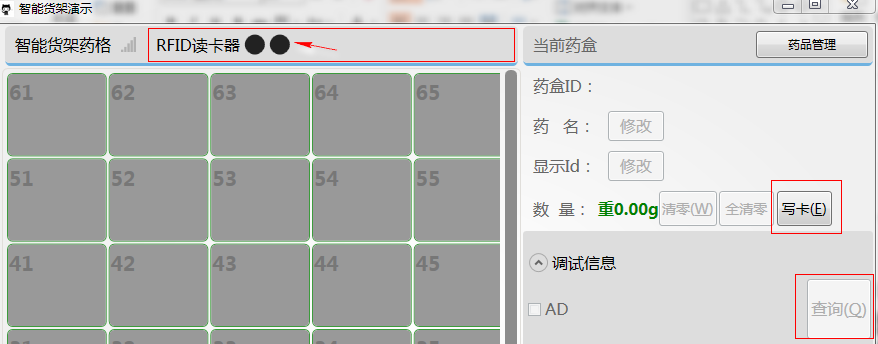 智能货架演示
智能货架药格 RFID读卡器
61 62 63 64 65
51 52 53 54 55
41 42 43 44 45
当前药盒 药品管理
药盒ID：
药 名： 修改
显示Id： 修改
数 量： 重0.00g 清零(W) 全清零 写卡(E)
调试信息
AD 查询(Q)